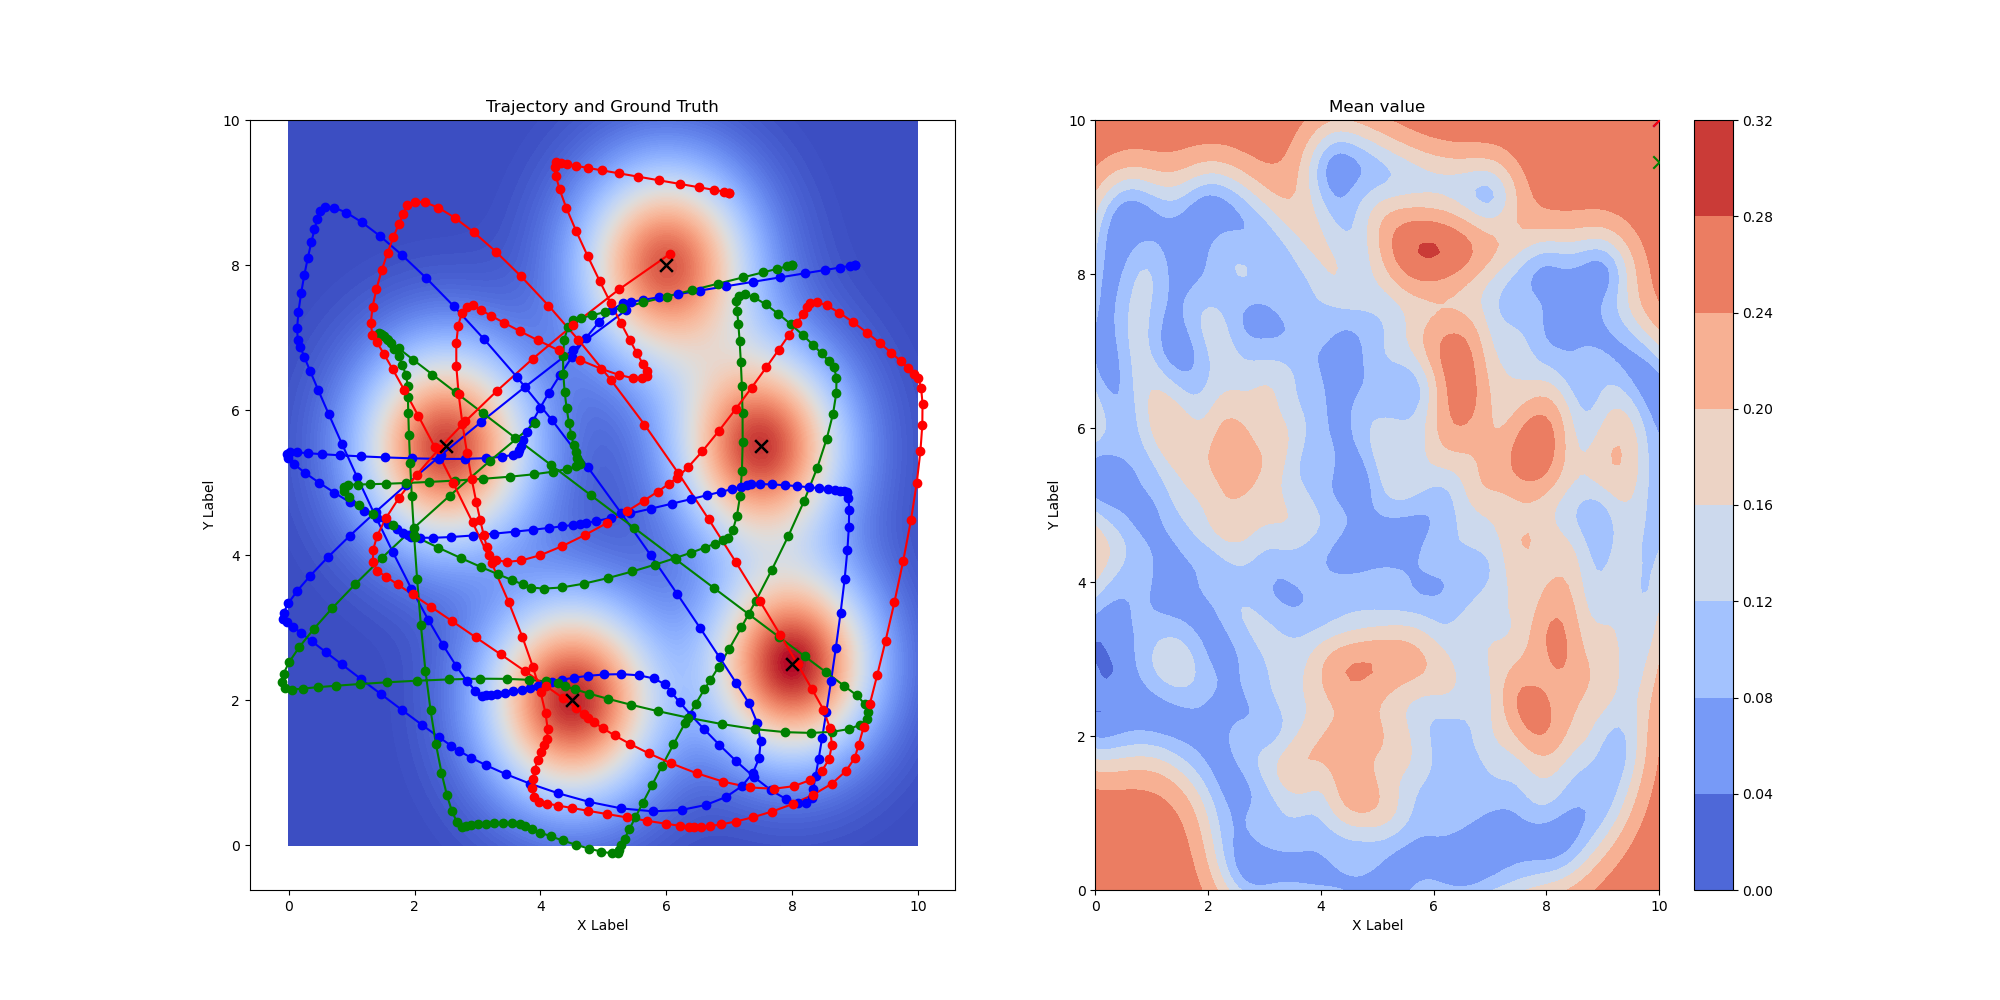 Trajectory and Ground Truth
10
8
6
4
2
0
Y Label
0 2 4 6 8 10
X Label
Mean value
10
8
6
4
2
0
Y Label
0 2 4 6 8 10
X Label
0.32
0.28
0.24
0.20
0.16
0.12
0.08
0.04
0.00